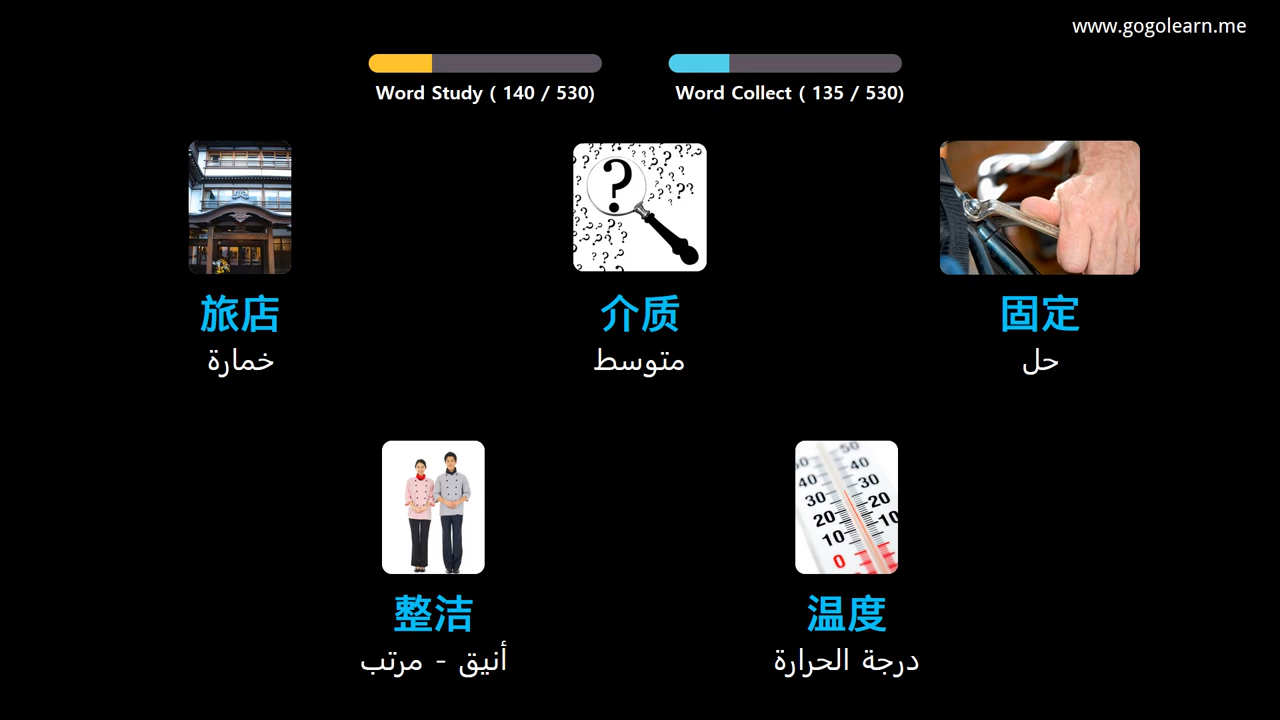 www.gogolearn.me
Word Study ( 140 / 530)
Word Collect ( 135 / 530)
旅店
خمارة
介质
متوسط
固定
حل
整洁
أنيق - مرتب
温度
درجة الحرارة